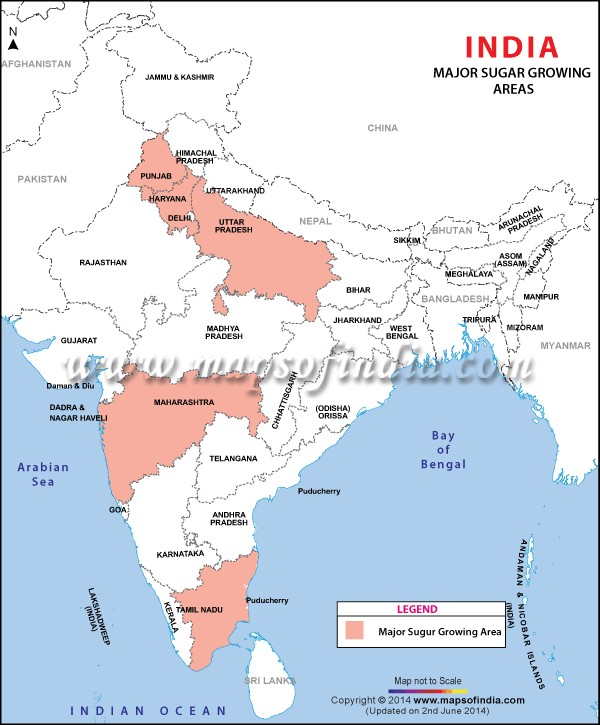 N
INDIA
MAJOR SUGAR GROWING
AREAS
AFGHANISTAN
JAMMU & KASHMIR
CHINA
HIMACHAL
PRADESH
PUNJAB
PAKISTAN
UTTARAKHAND
HARYANA
DELHI
UTTAR
PRADESH
NEPAL
BHUTAN
ARUNACHAL
PRADESH
SIKKIM
ASOM
(ASSAM)
NAGALAND
RAJASTHAN
MEGHALAYA
BIHAR
BANGLADESH
MANIPUR
JHARKHAND
TRIPURA
MIZORAM
WEST
BENGAL
MADHYA
PRADESH
GUJARAT
MYANMAR
www.mapsofindia.com
Daman & Diu
DADRA &
NAGAR HAVELI
MAHARASHTRA
CHHATTISGARH
(ODISHA)
ORISSA
Bay
of
Bengal
Arabian
Sea
TELANGANA
Puducherry
GOA
ANDHRA
PRADESH
KARNATAKA
ANDAMAN & NICOBAR ISLANDS
(INDIA)
LAKSHADWEEP
(INDIA)
KERALA
TAMIL NADU
Puducherry
LEGEND
Major Sugur Growing Area
SRI LANKA
Map not to Scale
Copyright © 2014 www.mapsofindia.com
(Updated on 2nd June 2014)
INDIAN OCEAN